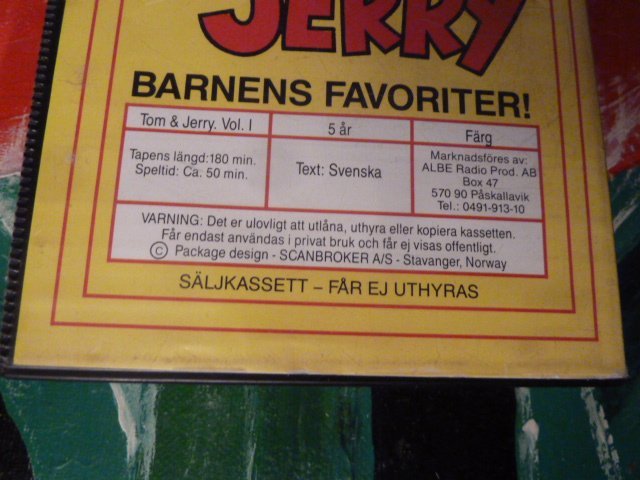 JERRY
BARNENS FAVORITER!
Tom & Jerry. Vol. I
5 år
Färg
Tapens längd:180 min.
Speltid: Ca. 50 min.
Text: Svenska
Marknadsföres av:
ALBE Radio Prod. AB
Box 47
570 90 Påskallavik
Tel.: 0491-913-10
VARNING: Det er ulovligt att utlåna, uthyra eller kopiera kassetten.
Får endast användas i privat bruk och får ej visas offentligt.
© Package design - SCANBROKER A/S - Stavanger, Norway
SÄLJKASSETT – FÅR EJ UTHYRAS